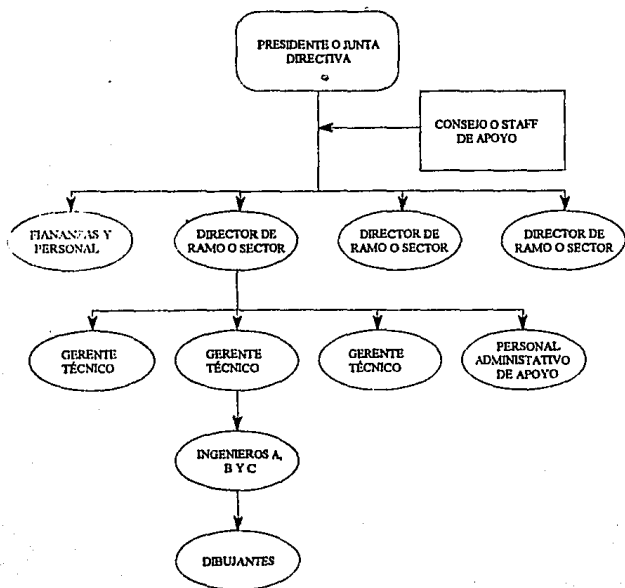 PRESIDENTE O JUNTA
DIRECTIVA
CONSEJO O STAFF
DE APOYO
FIANANFAS Y
PERSONAL
DIRECTOR DE
RAMO O SECTOR
DIRECTOR DE
RAMO O SECTOR
DIRECTOR DE
RAMO O SECTOR
GERENTE
TÉCNICO
GERENTE
TÉCNICO
GERENTE
TÉCNICO
PERSONAL
ADMINISTATIVO
DE APOYO
INGENIEROS A,
B Y C
DIBUJANTES